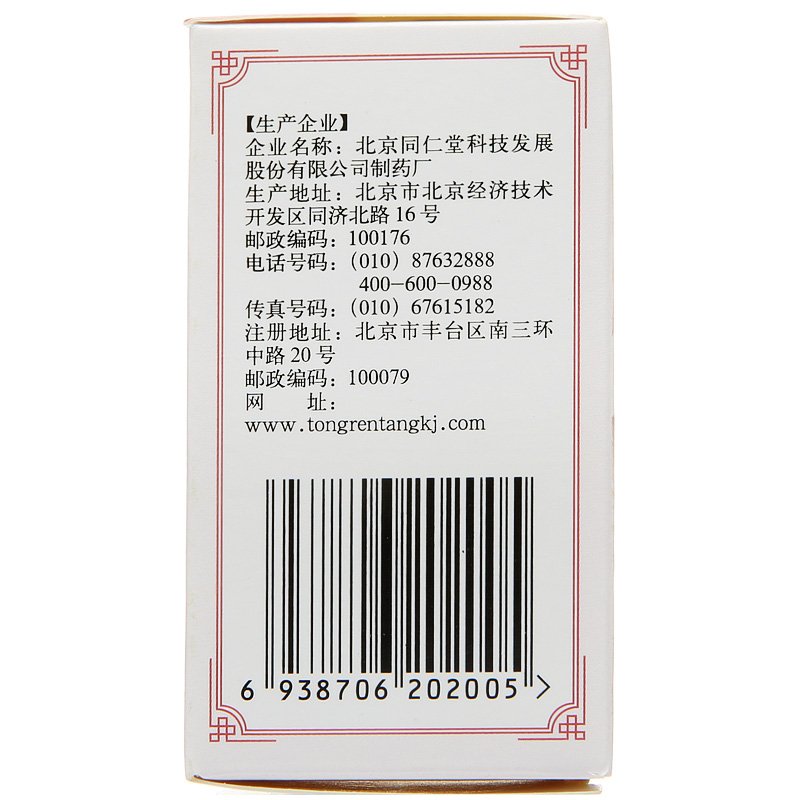 【生产企业】
企业名称：北京同仁堂科技发展
股份有限公司制药厂
生产地址：北京市北京经济技术
开发区同济北路16号
邮政编码：100176
电话号码：（010）87632888
400-600-0988
传真号码：（010）67615182
注册地址：北京市丰台区南三环
中路20号
邮政编码：100079
网　　址：
www.tongrentangkj.com
6 938706 202005 >